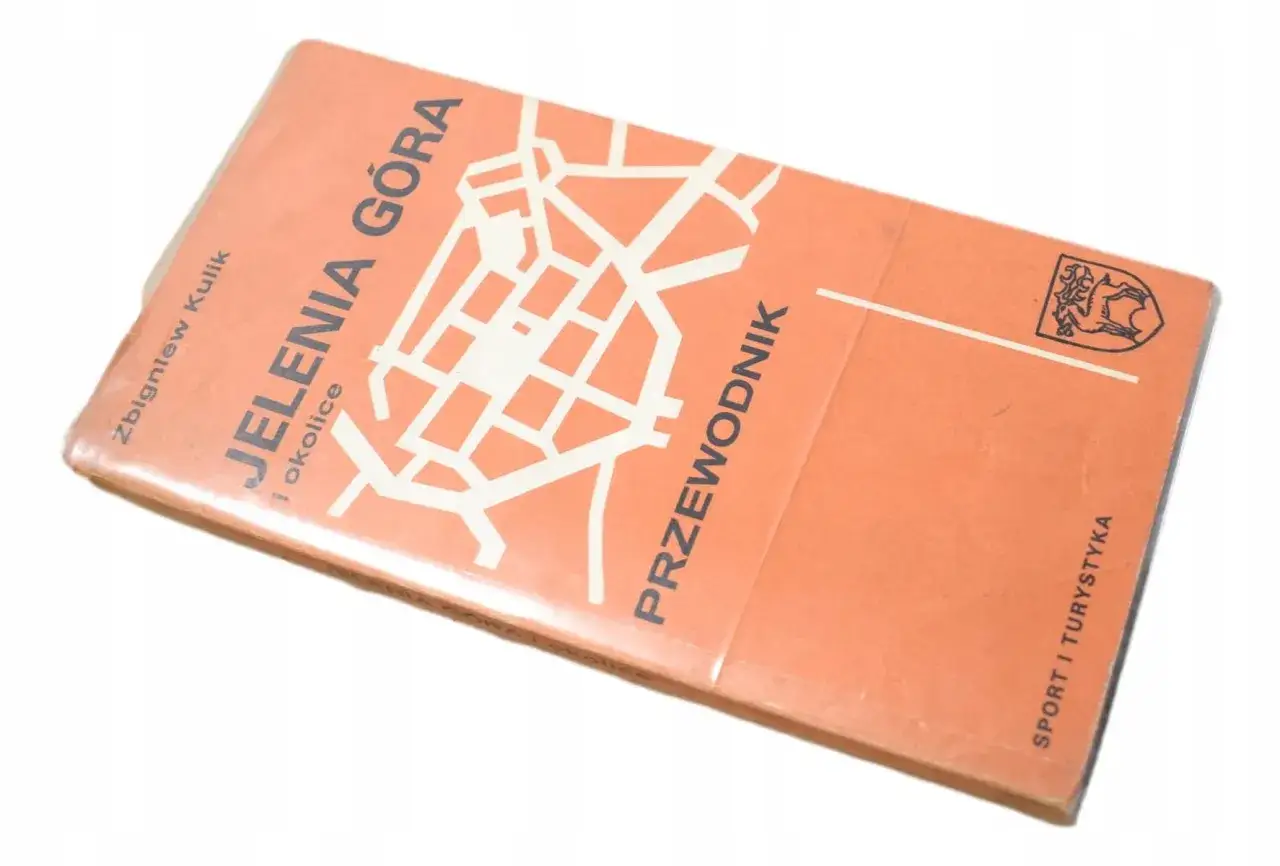 Zbigniew Kulik
JELENIA GÓRA
i okolice
PRZEWODNIK
SPORT I TURYSTYKA